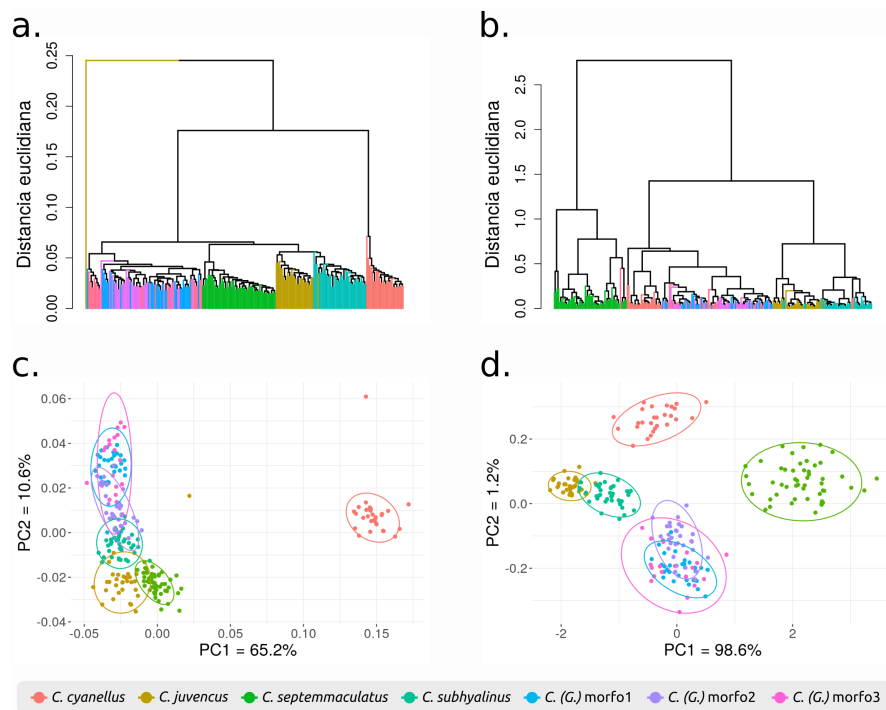 a.
Distancia euclidiana
0.25
0.20
0.15
0.10
0.05
0.00
b.
Distancia euclidiana
2.5
2.0
1.5
1.0
0.5
0.0
c.
PC2 = 10.6%
0.06
0.04
0.02
0.00
-0.02
-0.04
-0.05 0.00 0.05 0.10 0.15
PC1 = 65.2%
d.
PC2 = 1.2%
0.2
0.0
-0.2
-2 0 2
PC1 = 98.6%
C. cyanellus C. juvencus C. septemmaculatus C. subhyalinus C. (G.) morfo1 C. (G.) morfo2 C. (G.) morfo3